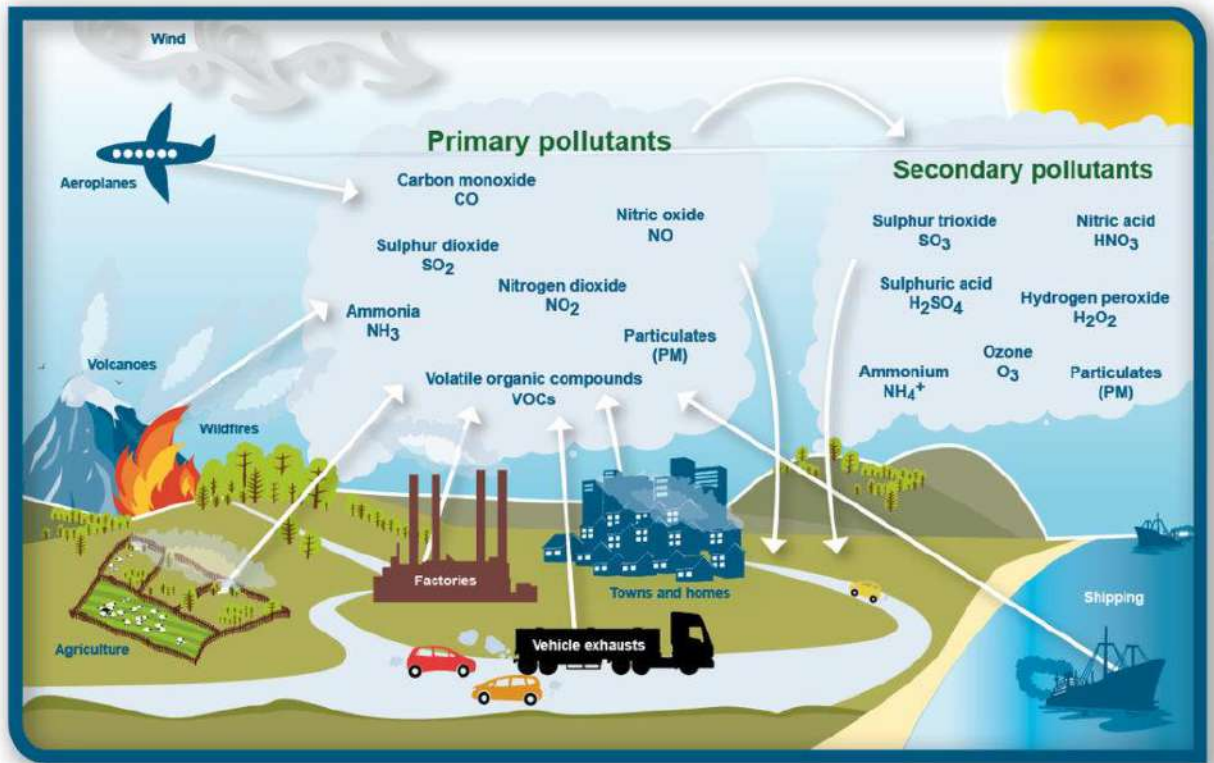 Wind
Aeroplanes
Primary pollutants
Carbon monoxide
CO
Nitric oxide
NO
Sulphur dioxide
SO2
Nitrogen dioxide
NO2
Ammonia
NH3
Particulates
(PM)
Volatile organic compounds
VOCs
Secondary pollutants
Sulphur trioxide
SO3
Nitric acid
HNO3
Sulphuric acid
H2SO4
Hydrogen peroxide
H2O2
Ozone
O3
Ammonium
NH4+
Particulates
(PM)
Volcanoes
Wildfires
Agriculture
Factories
Towns and homes
Vehicle exhausts
Shipping